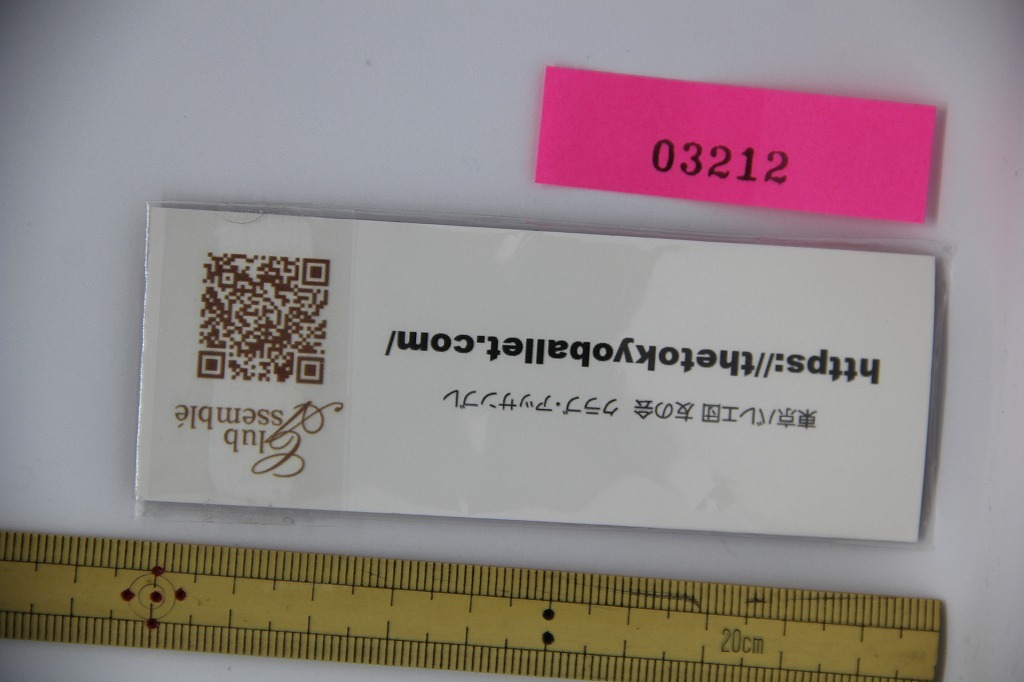 03212
東京バレエ団 友の会 クラブ・アッサンブレ
https://thetokyoballet.com/
Club
Assemblé
20cm